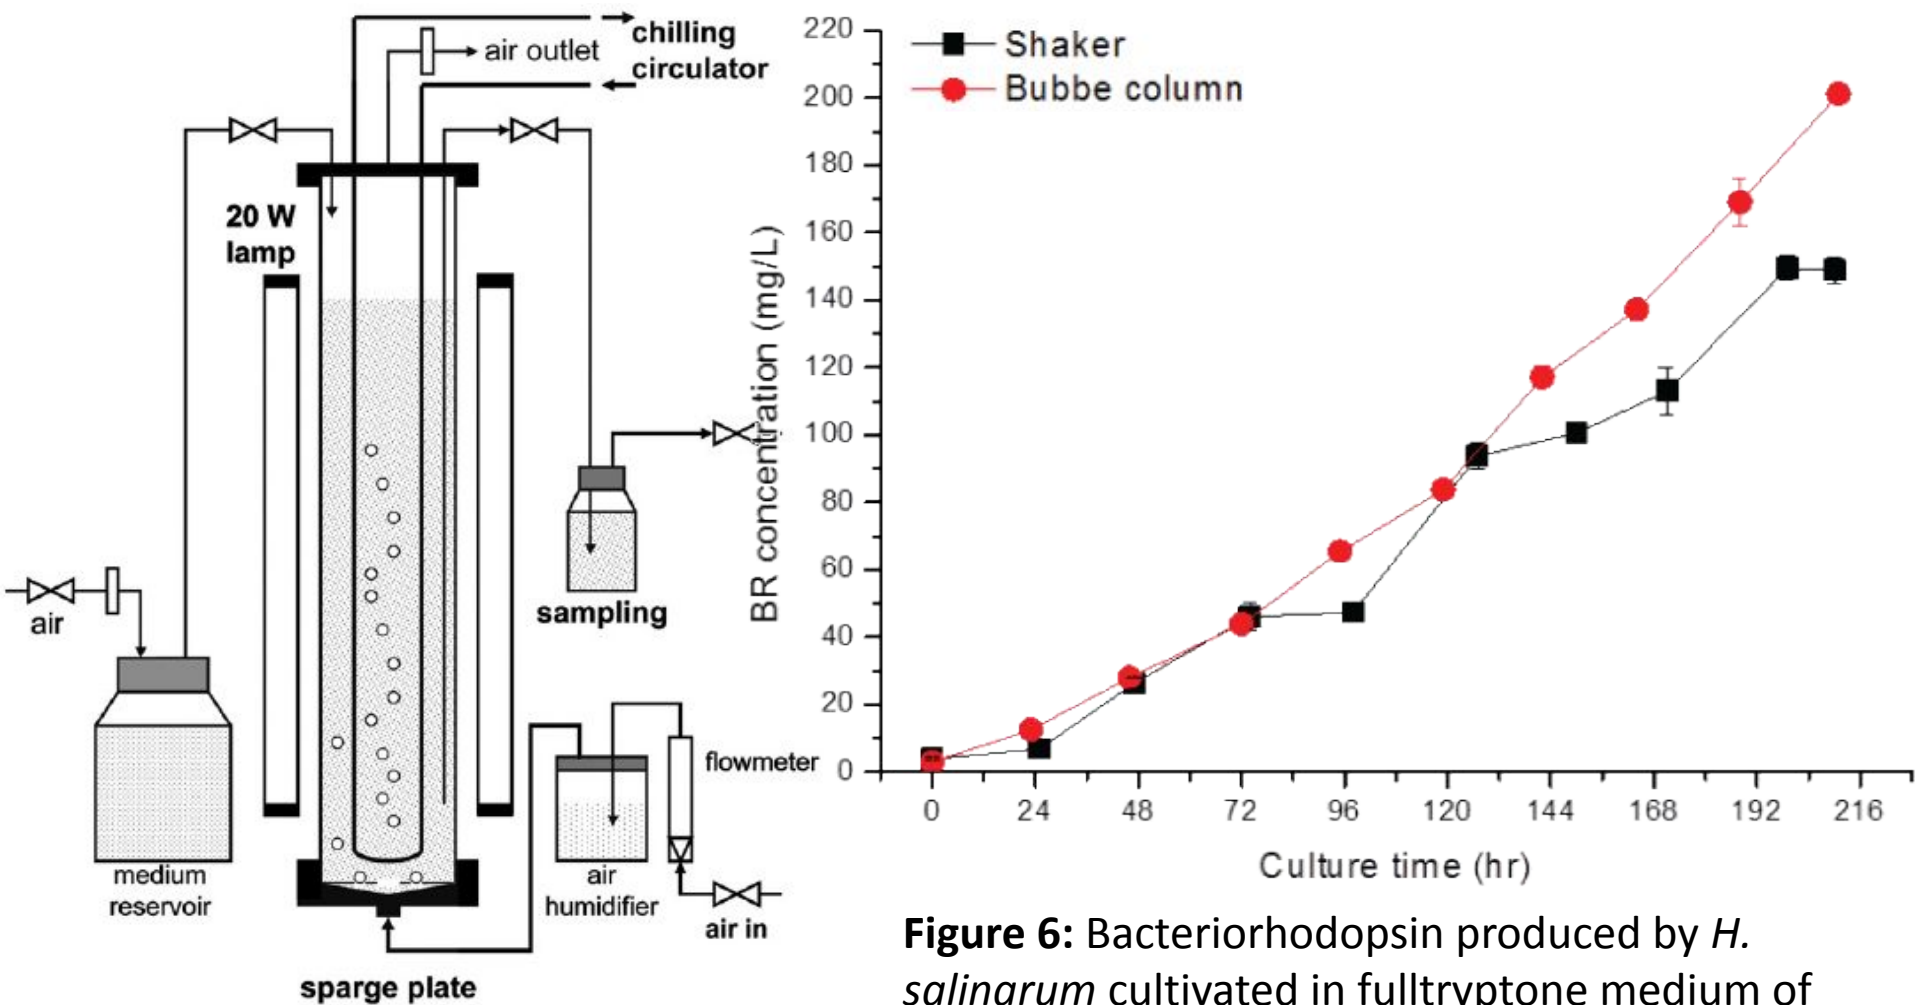 chilling
circulator
air outlet
20 W
lamp
sampling
air
medium
reservoir
flowmeter
air
humidifier
air in
sparge plate
Shaker
Bubbe column
BR concentration (mg/L)
220
200
180
160
140
120
100
80
60
40
20
0
0 24 48 72 96 120 144 168 192 216
Culture time (hr)
Figure 6: Bacteriorhodopsin produced by H.
salinarum cultivated in fulltryptone medium of